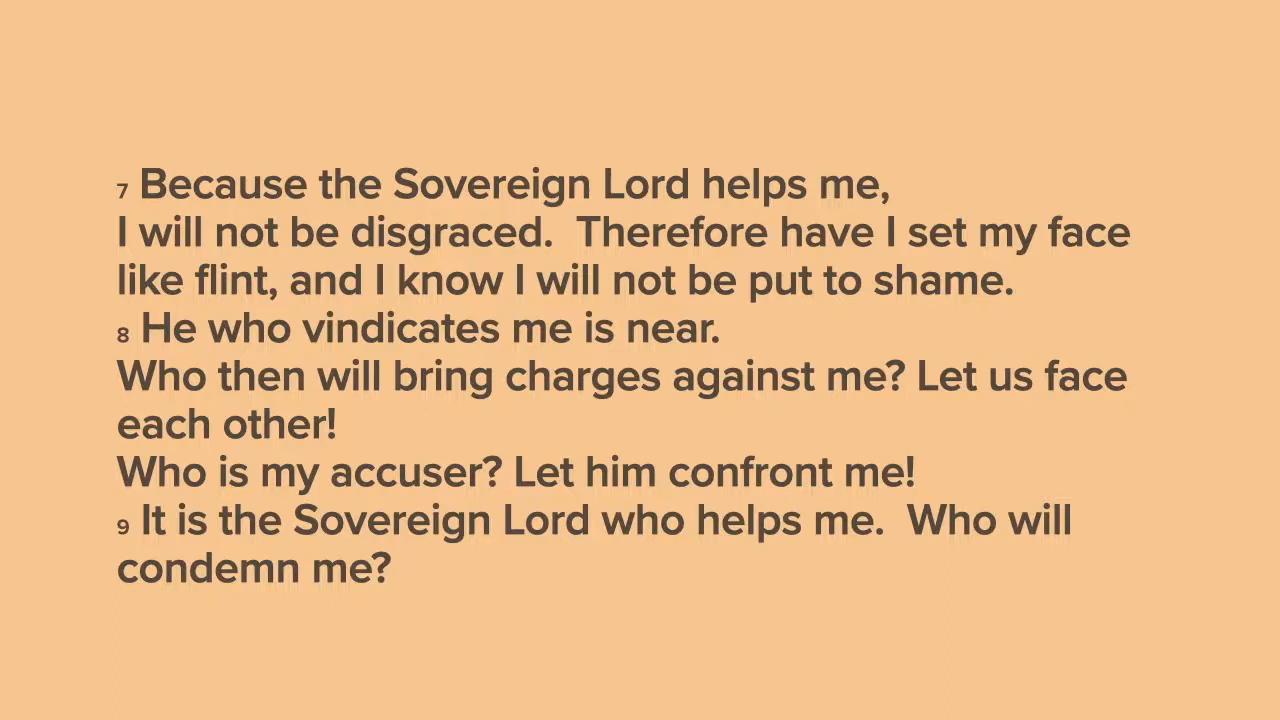 7 Because the Sovereign Lord helps me,
I will not be disgraced.  Therefore have I set my face
like flint, and I know I will not be put to shame.
8 He who vindicates me is near.
Who then will bring charges against me? Let us face
each other!
Who is my accuser? Let him confront me!
9 It is the Sovereign Lord who helps me.  Who will
condemn me?